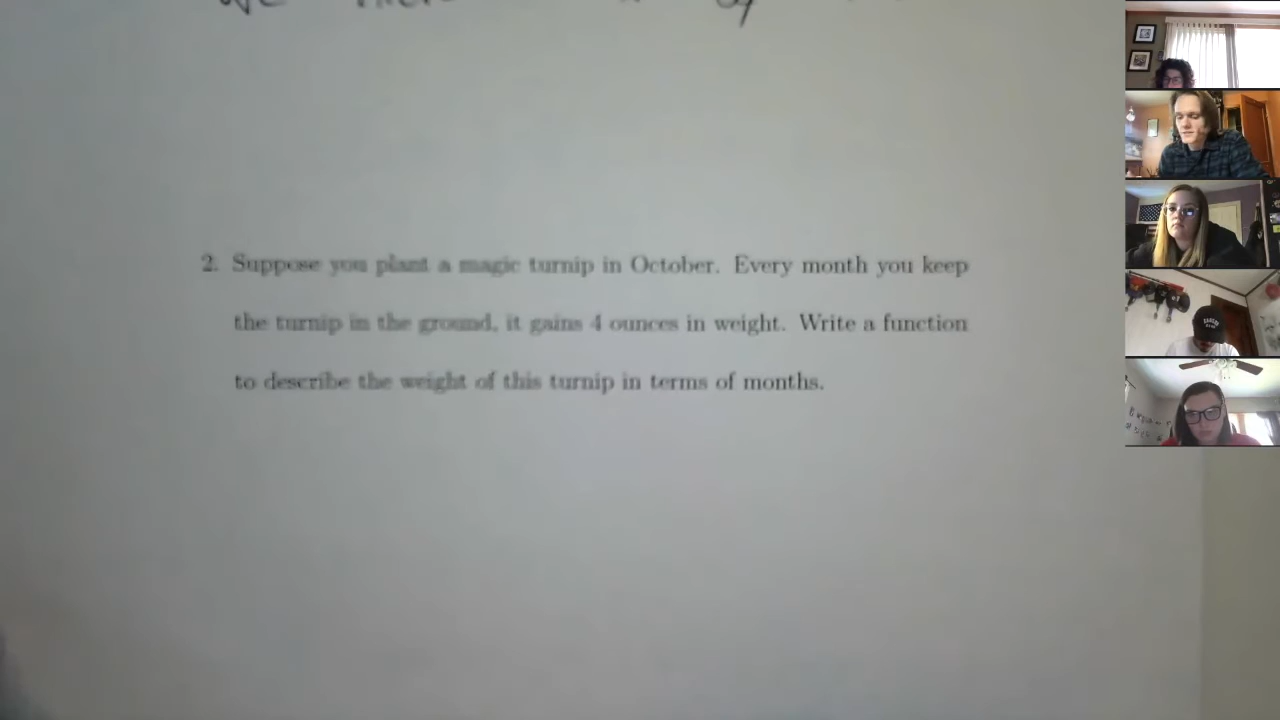 2. Suppose you plant a magic turnip in October. Every month you keep
the turnip in the ground, it gains 4 ounces in weight. Write a function
to describe the weight of this turnip in terms of months.